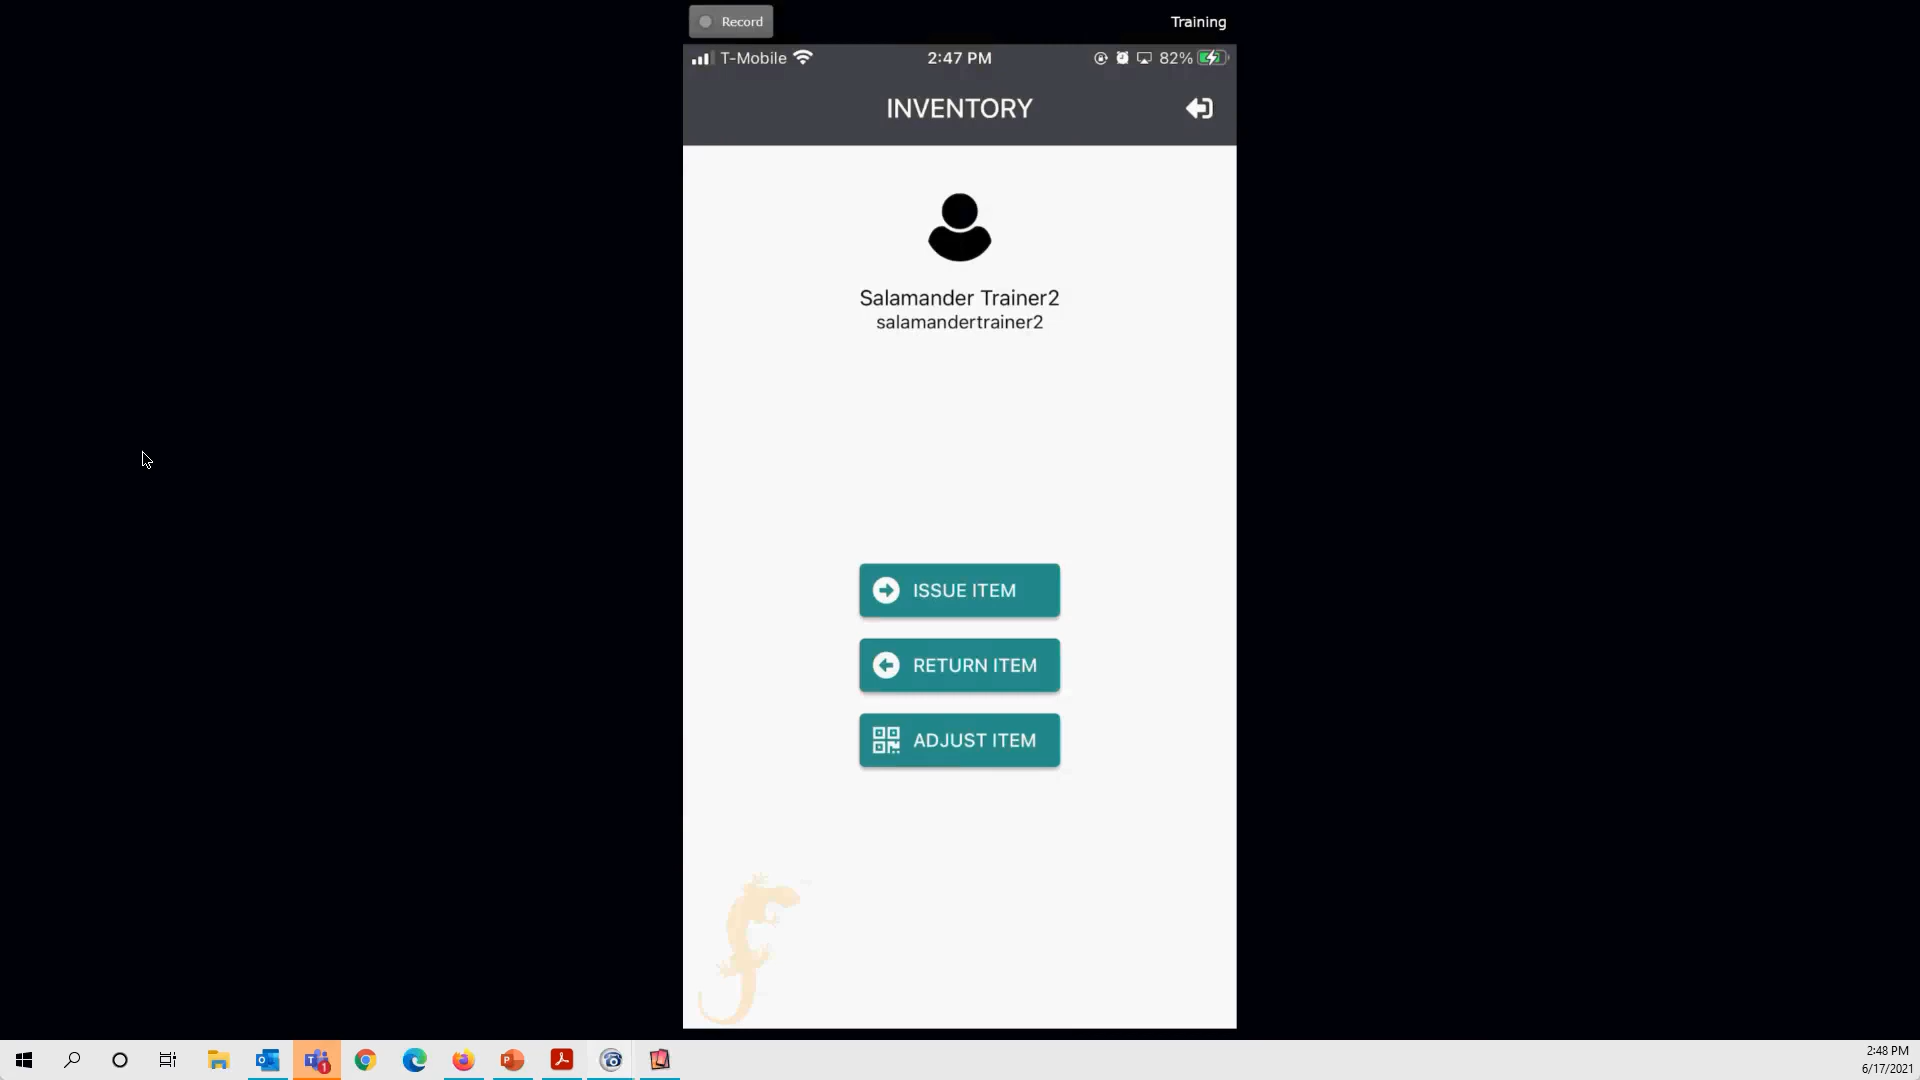 Record
Training
T-Mobile
2:47 PM
82%
INVENTORY
Salamander Trainer2
salamandertrainer2
ISSUE ITEM
RETURN ITEM
ADJUST ITEM
1
2:48 PM
6/17/2021